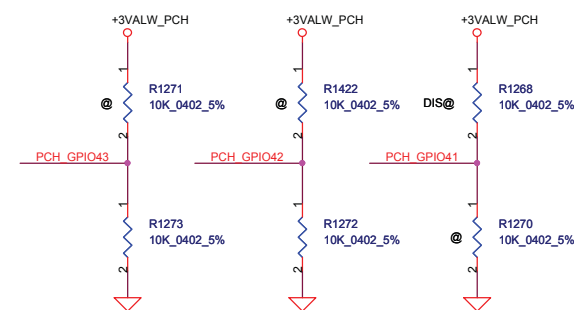 +3VALW_PCH +3VALW_PCH +3VALW_PCH
1 1 1
R1271 R1422 R1268
@ 10K_0402_5% @ 10K_0402_5% DIS@ 10K_0402_5%
2 2 2
PCH_GPIO43 PCH_GPIO42 PCH_GPIO41
1 1 1
R1273 R1272 R1270
10K_0402_5% 10K_0402_5% @ 10K_0402_5%
2 2 2